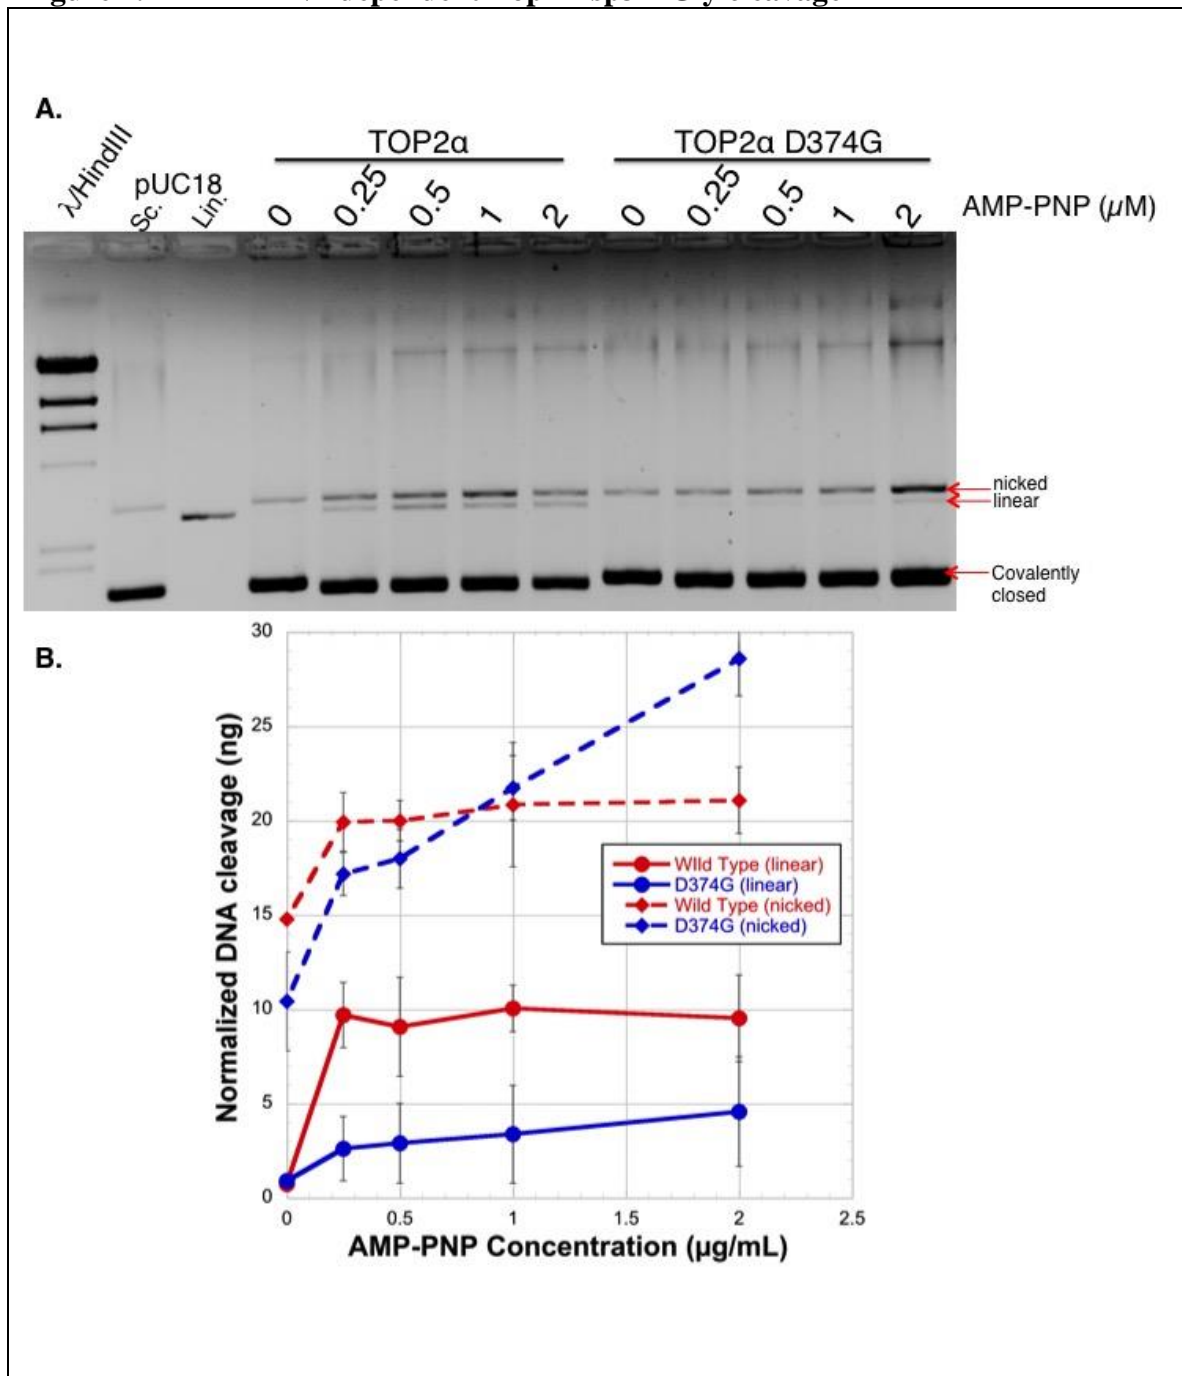 A.
λ/HindIII
pUC18
Sc.
Lin.
TOP2α
TOP2α D374G
0 0.25 0.5 1 2 0 0.25 0.5 1 2 AMP-PNP (µM)
nicked
linear
Covalently
closed
B.
Normalized DNA cleavage (ng)
30
25
20
15
10
5
0
WIld Type (linear)
D374G (linear)
Wild Type (nicked)
D374G (nicked)
0 0.5 1 1.5 2 2.5
AMP-PNP Concentration (µg/mL)